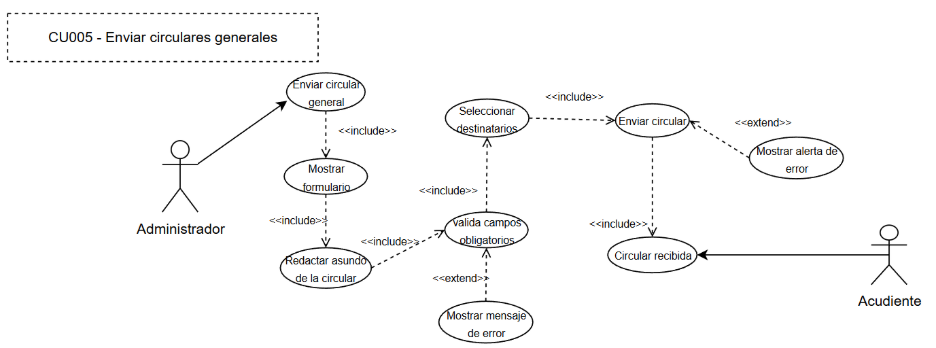 CU005 - Enviar circulares generales
Enviar circular
general
<<include>>
Mostrar
formulario
<<include>>
Redactar asundo
de la circular
<<include>>
valida campos
obligatorios
<<extend>>
Mostrar mensaje
de error
<<include>>
Seleccionar
destinatarios
<<include>>
Enviar circular
<<extend>>
Mostrar alerta de
error
<<include>>
Circular recibida
Administrador
Acudiente